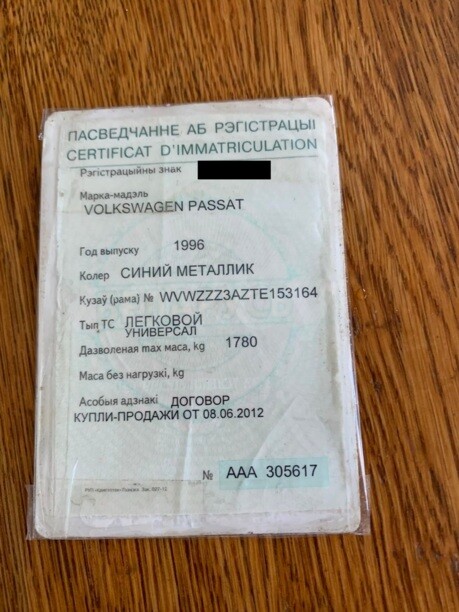 ПАСВЕДЧАННЕ АБ РЭГІСТРАЦЫІ
CERTIFICAT D'IMMATRICULATION
Рэгістрацыйны знак
Марка-мадэль
VOLKSWAGEN PASSAT
Год выпуску 1996
Колер СИНИЙ МЕТАЛЛИК
Кузаў (рама) № WVWZZZ3AZTE153164
Тып ТС ЛЕГКОВОЙ
УНИВЕРСАЛ
Дазволеная max маса, kg 1780
Маса без нагрузкі, kg
Асобыя адзнакі ДОГОВОР
КУПЛИ-ПРОДАЖИ ОТ 08.06.2012
№ ААА 305617